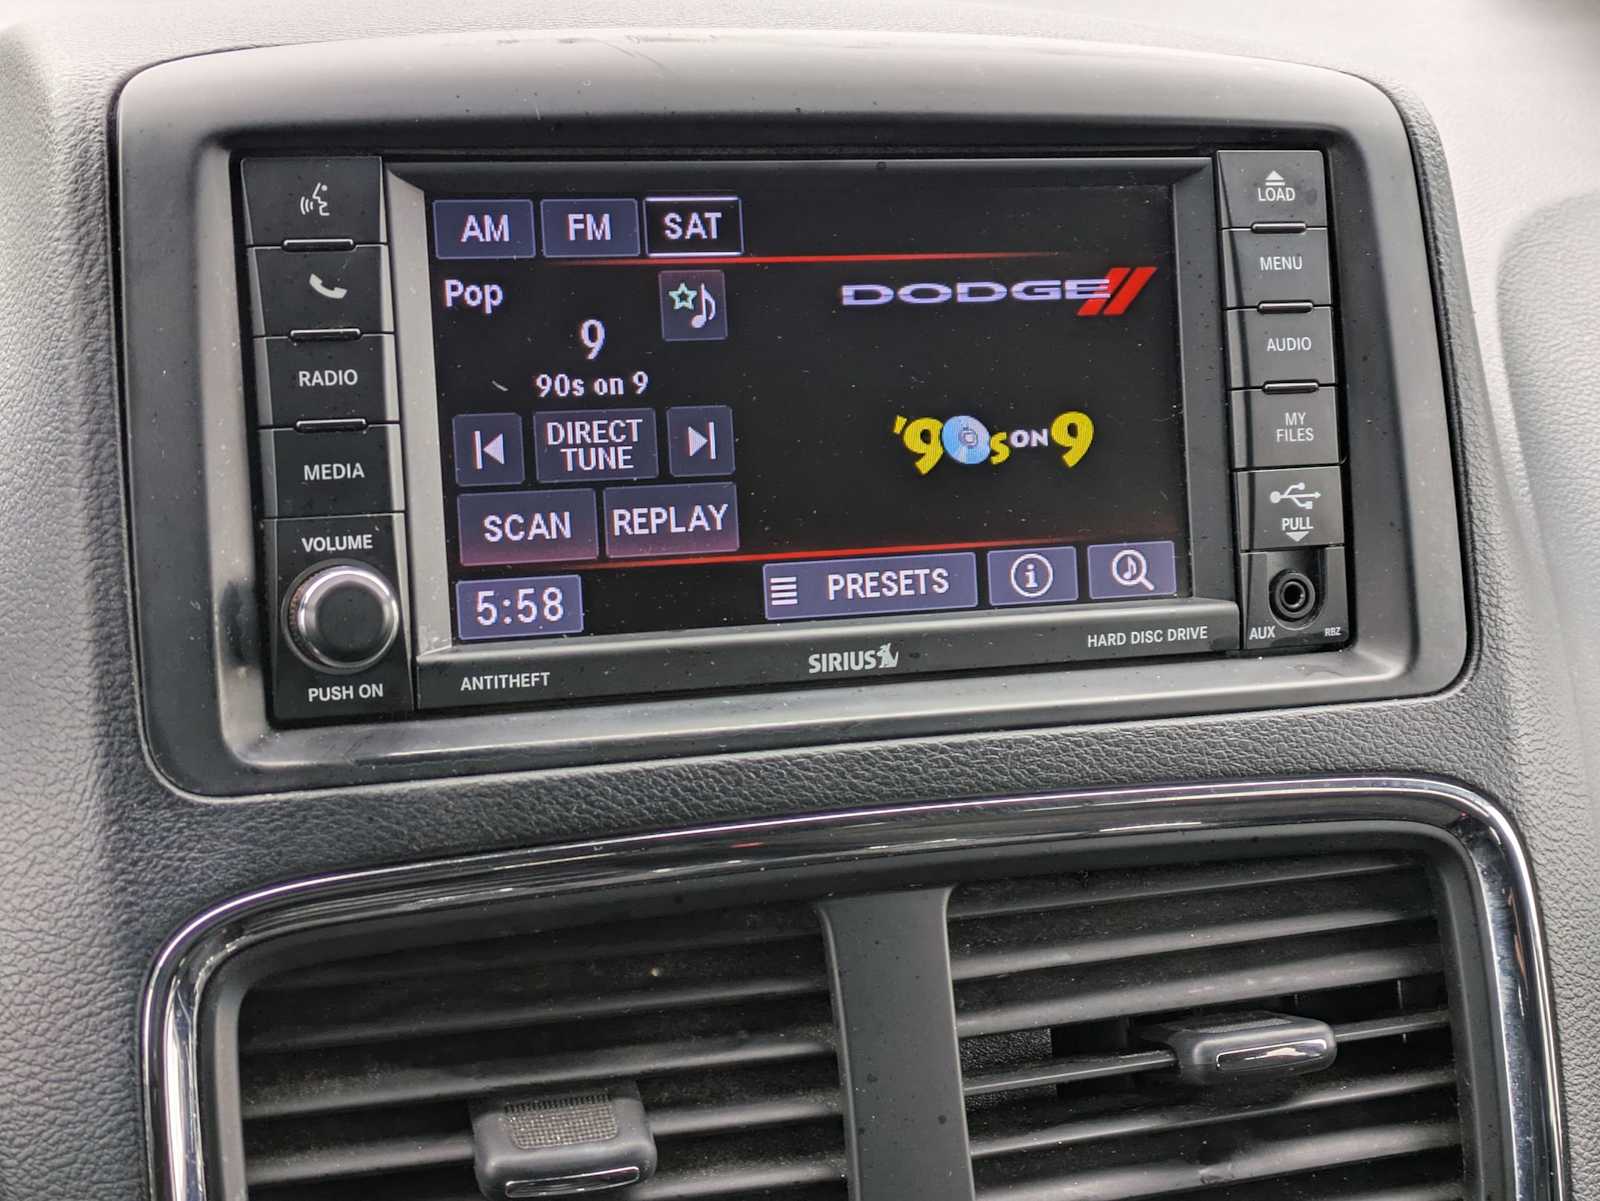 AM FM SAT
Pop
9
90s on 9
DIRECT
TUNE
SCAN REPLAY
5:58
DODGE
'90s ON 9
PRESETS
RADIO
MEDIA
VOLUME
PUSH ON
ANTITHEFT
SIRIUS
HARD DISC DRIVE
LOAD
MENU
AUDIO
MY
FILES
PULL
AUX
RBZ